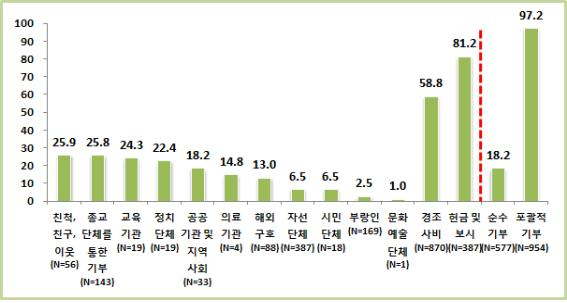 100
90
80
70
60
50
40
30
20
10
0
25.9
25.8
24.3
22.4
18.2
14.8
13.0
6.5
6.5
2.5
1.0
58.8
81.2
18.2
97.2
친척,
친구,
이웃
(N=56)
종교
단체를
통한
기부
(N=143)
교육
기관
(N=19)
정치
단체
(N=19)
공공
기관 및
지역
사회
(N=33)
의료
기관
(N=4)
해외
구호
(N=88)
자선
단체
(N=387)
시민
단체
(N=18)
부랑인
(N=169)
문화
예술
단체
(N=1)
경조
사비
(N=870)
헌금 및
보시
(N=387)
순수
기부
(N=577)
포괄적
기부
(N=954)